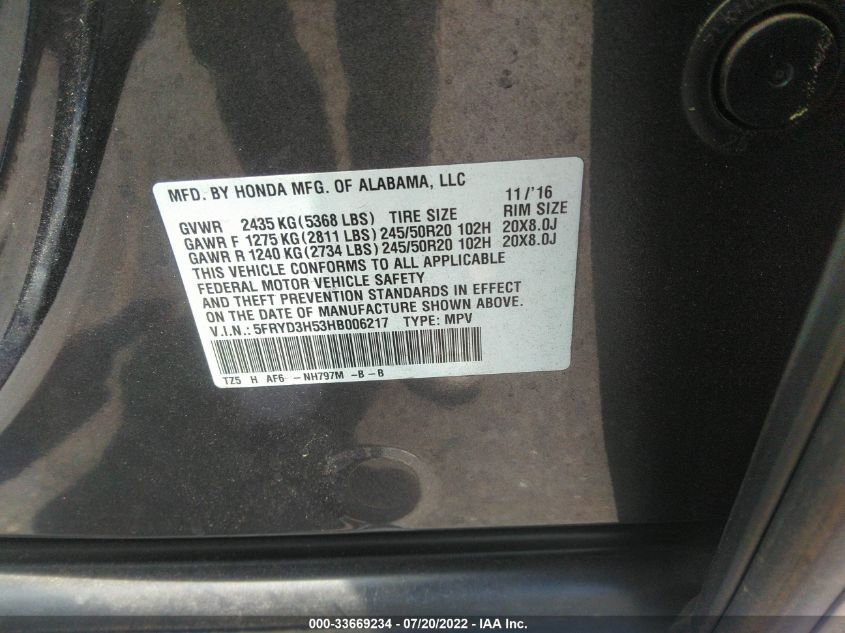 MFD. BY HONDA MFG. OF ALABAMA, LLC 11/'16
GVWR 2435 KG(5368 LBS) TIRE SIZE RIM SIZE
GAWR F 1275 KG(2811 LBS)245/50R20 102H 20X8.0J
GAWR R 1240 KG(2734 LBS)245/50R20 102H 20X8.0J
THIS VEHICLE CONFORMS TO ALL APPLICABLE
FEDERAL MOTOR VEHICLE SAFETY
AND THEFT PREVENTION STANDARDS IN EFFECT
ON THE DATE OF MANUFACTURE SHOWN ABOVE.
V.I.N.: 5FRYD3H53HB006217 TYPE: MPV
TZ5 H AF6 -NH797M -B-B
000-33669234 - 07/20/2022 - IAA Inc.